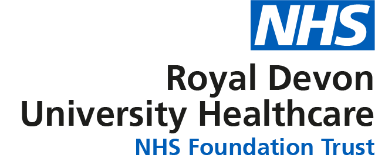 NHS
Royal Devon
University Healthcare
NHS Foundation Trust